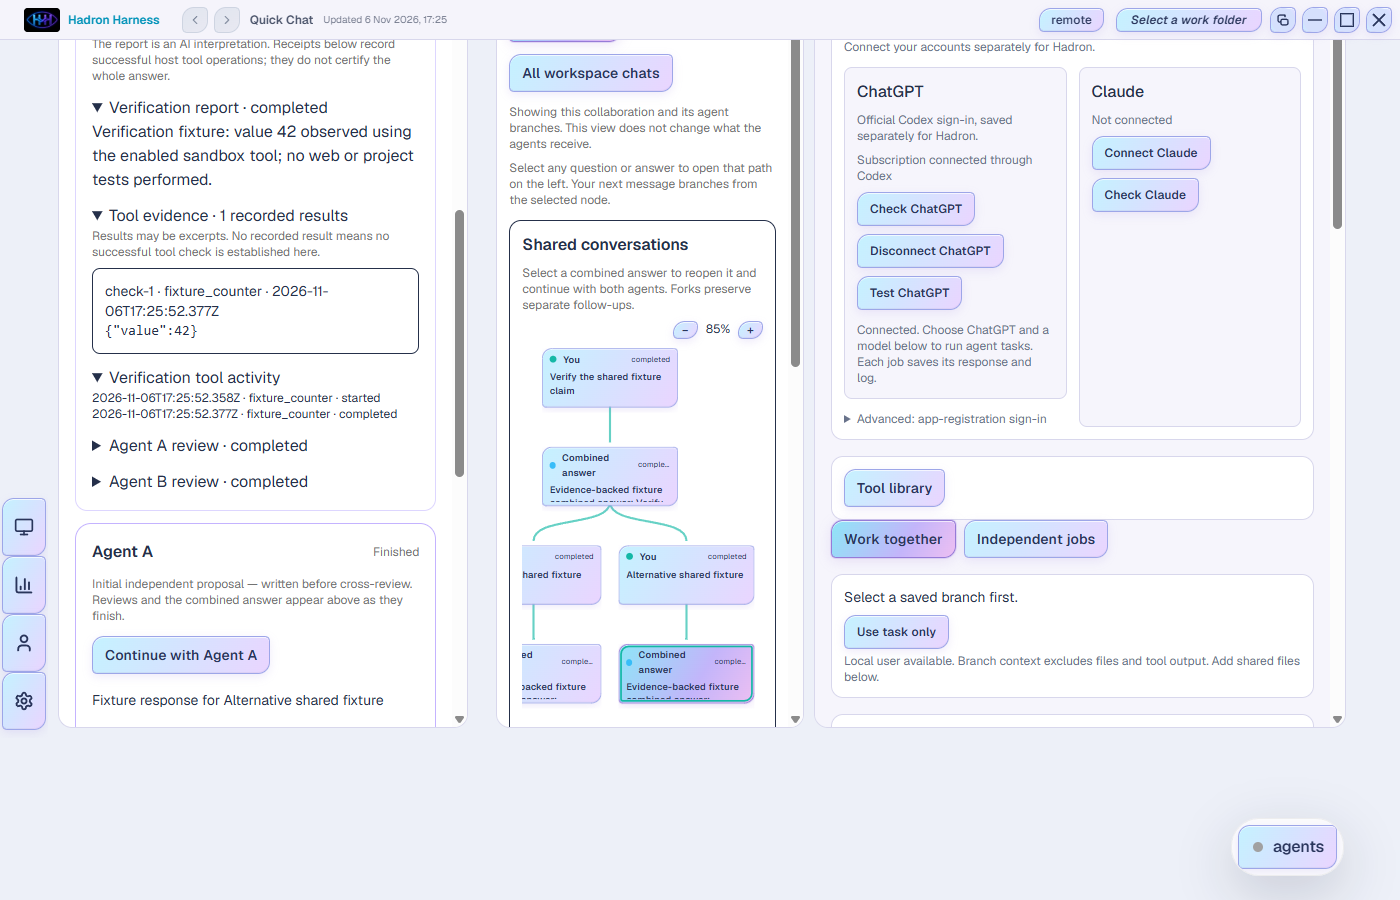 Hadron Harness
Quick Chat
Updated 6 Nov 2026, 17:25
remote
Select a work folder
The report is an AI interpretation. Receipts below record
successful host tool operations; they do not certify the
whole answer.
▼ Verification report · completed
Verification fixture: value 42 observed using
the enabled sandbox tool; no web or project
tests performed.
▼ Tool evidence · 1 recorded results
Results may be excerpts. No recorded result means no
successful tool check is established here.
check-1 · fixture_counter · 2026-11-
06T17:25:52.377Z
{"value":42}
▼ Verification tool activity
2026-11-06T17:25:52.358Z · fixture_counter · started
2026-11-06T17:25:52.377Z · fixture_counter · completed
▶ Agent A review · completed
▶ Agent B review · completed
Agent A
Finished
Initial independent proposal — written before cross-review.
Reviews and the combined answer appear above as they
finish.
Continue with Agent A
Fixture response for Alternative shared fixture
All workspace chats
Showing this collaboration and its agent
branches. This view does not change what the
agents receive.
Select any question or answer to open that path
on the left. Your next message branches from
the selected node.
Shared conversations
Select a combined answer to reopen it and
continue with both agents. Forks preserve
separate follow-ups.
− 85% +
You
completed
Verify the shared fixture
claim
Combined
answer
comple...
Evidence-backed fixture
combined answer: Verify
completed
hared fixture
You
completed
Alternative shared fixture
ed
comple...
backed fixture
answer:
Combined
answer
comple...
Evidence-backed fixture
combined answer:
Connect your accounts separately for Hadron.
ChatGPT
Official Codex sign-in, saved
separately for Hadron.
Subscription connected through
Codex
Check ChatGPT
Disconnect ChatGPT
Test ChatGPT
Connected. Choose ChatGPT and a
model below to run agent tasks.
Each job saves its response and
log.
Claude
Not connected
Connect Claude
Check Claude
▶ Advanced: app-registration sign-in
Tool library
Work together
Independent jobs
Select a saved branch first.
Use task only
Local user available. Branch context excludes files and tool output. Add shared files
below.
agents